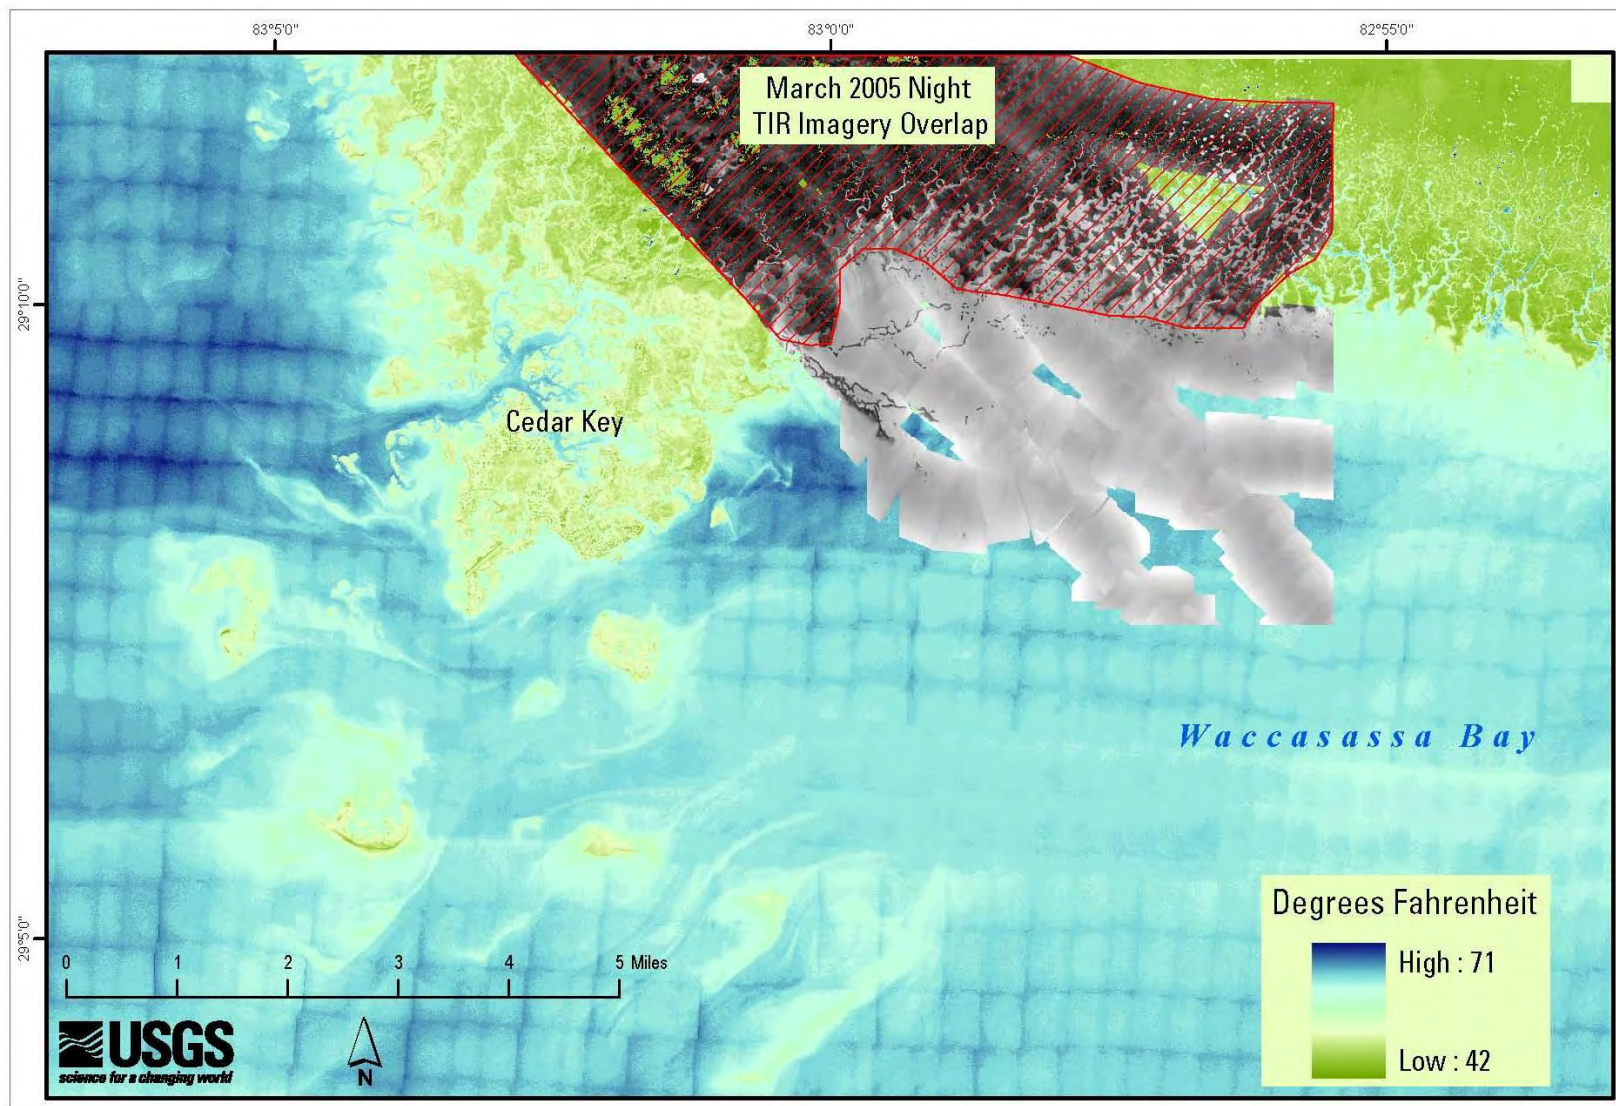 83°5'0"
83°0'0"
82°55'0"
March 2005 Night
TIR Imagery Overlap
29°10'0"
Cedar Key
Waccasassa Bay
29°5'0"
Degrees Fahrenheit
High : 71
Low : 42
0 1 2 3 4 5 Miles
USGS
science for a changing world
N